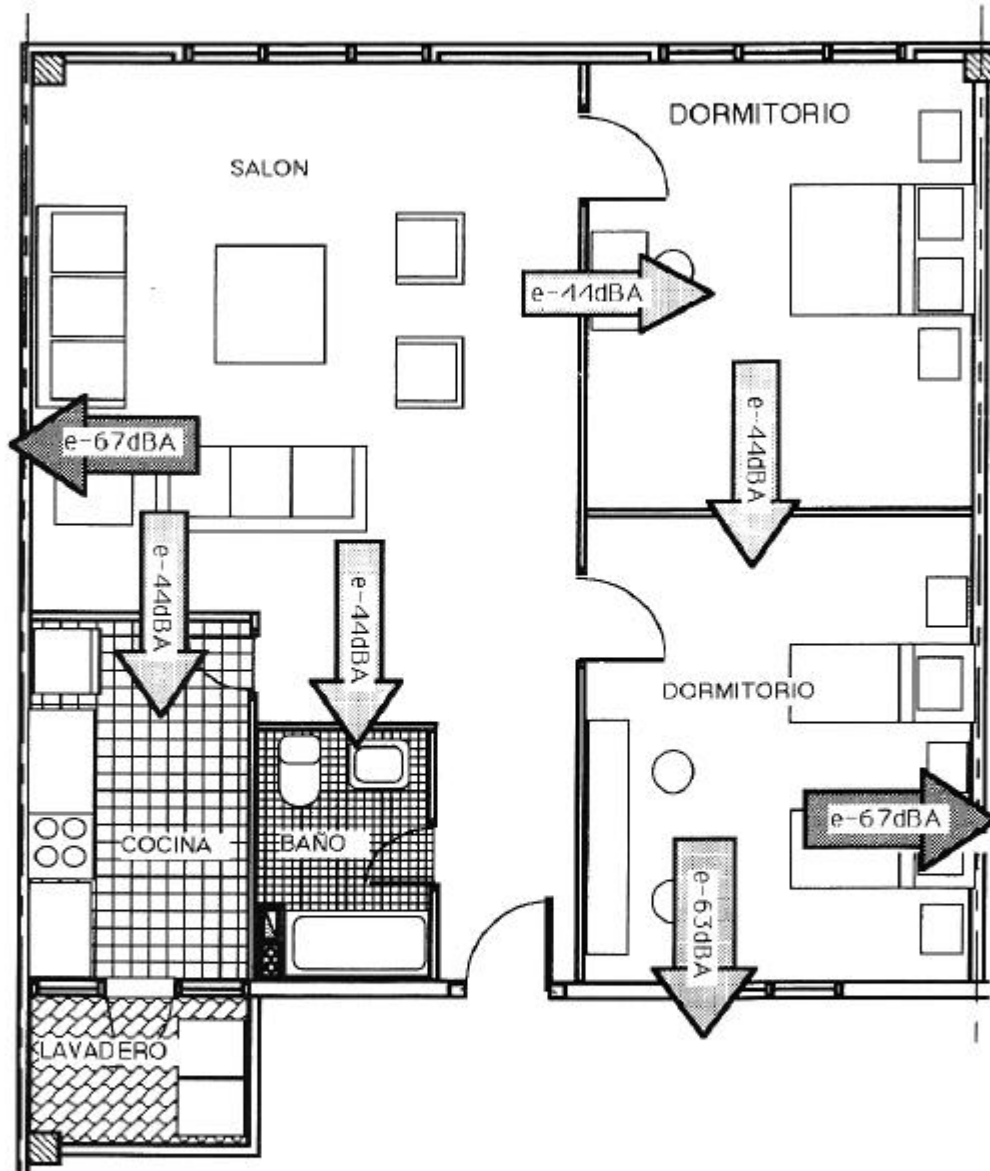 DORMITORIO
SALON
e-44dBA
e-44dBA
e-67dBA
e-44dBA
e-44dBA
DORMITORIO
e-67dBA
COCINA
BAÑO
e-63dBA
LAVADERO